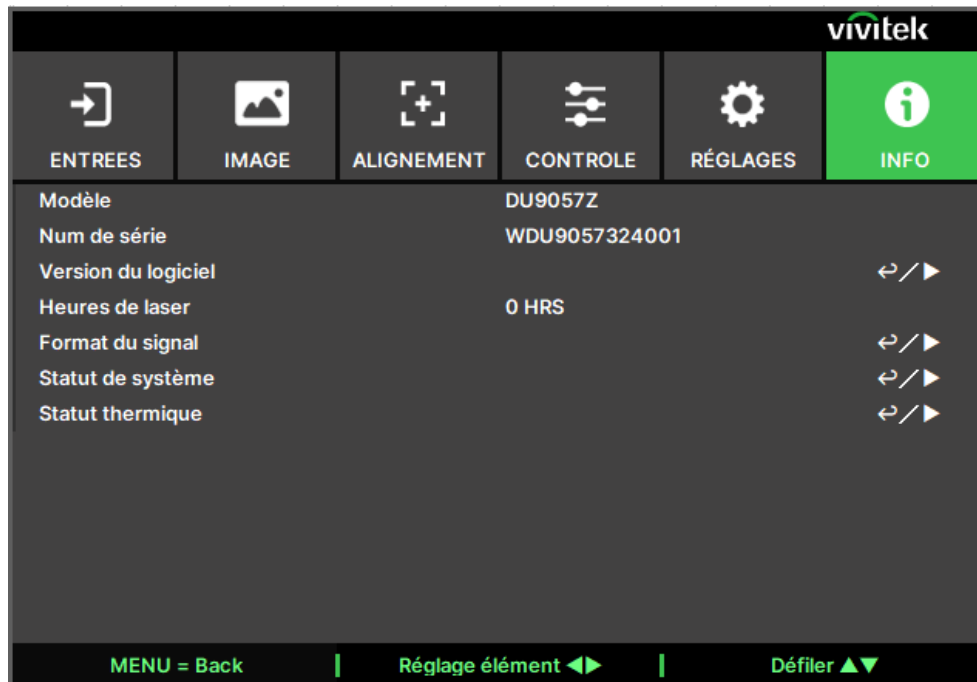 vivitek
ENTREES IMAGE ALIGNEMENT CONTROLE RÉGLAGES INFO
Modèle DU9057Z
Num de série WDU9057324001
Version du logiciel ↩/▶
Heures de laser 0 HRS
Format du signal ↩/▶
Statut de système ↩/▶
Statut thermique ↩/▶
MENU = Back Réglage élément ◀▶ Défiler ▲▼